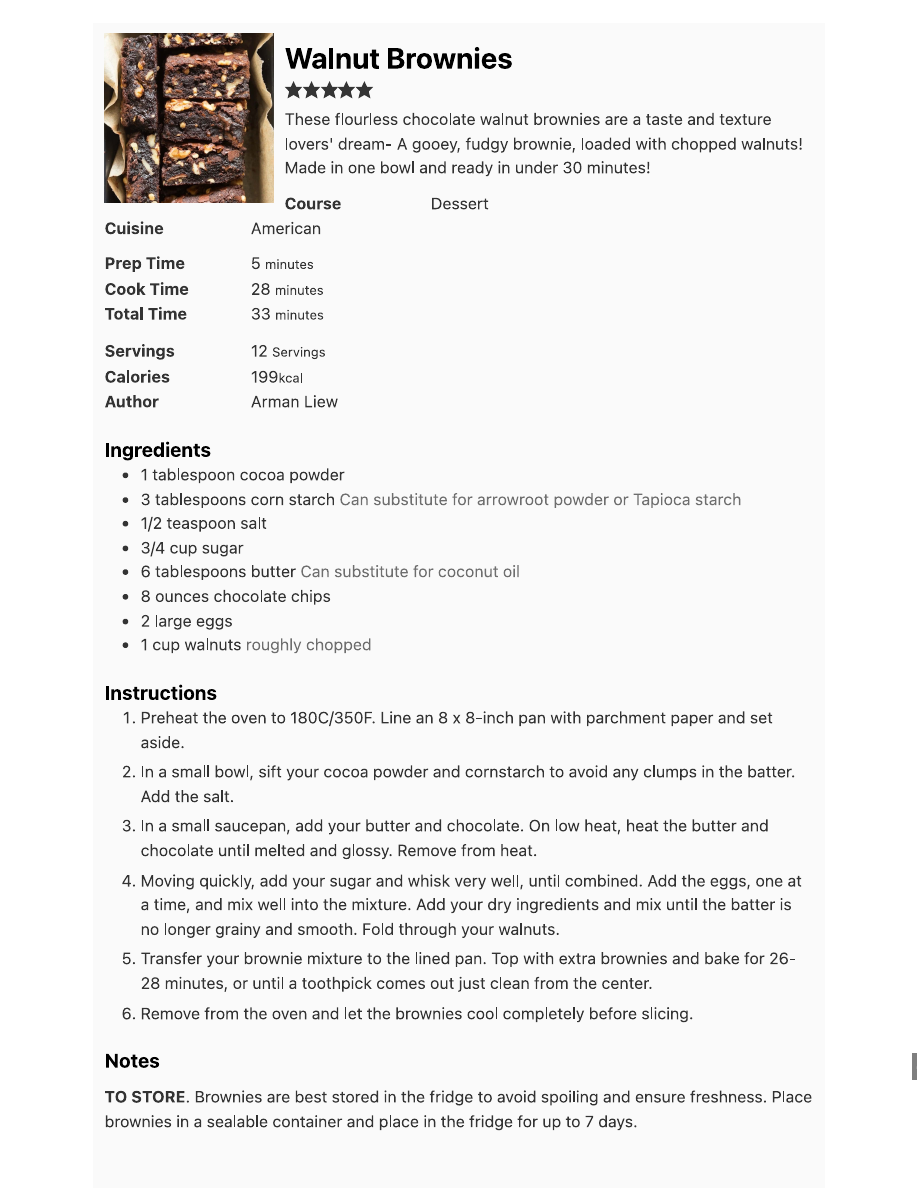 Walnut Brownies
★★★★★
These flourless chocolate walnut brownies are a taste and texture
lovers' dream- A gooey, fudgy brownie, loaded with chopped walnuts!
Made in one bowl and ready in under 30 minutes!
Course Dessert
Cuisine American
Prep Time 5 minutes
Cook Time 28 minutes
Total Time 33 minutes
Servings 12 Servings
Calories 199kcal
Author Arman Liew
Ingredients
• 1 tablespoon cocoa powder
• 3 tablespoons corn starch Can substitute for arrowroot powder or Tapioca starch
• 1/2 teaspoon salt
• 3/4 cup sugar
• 6 tablespoons butter Can substitute for coconut oil
• 8 ounces chocolate chips
• 2 large eggs
• 1 cup walnuts roughly chopped
Instructions
1. Preheat the oven to 180C/350F. Line an 8 x 8-inch pan with parchment paper and set
aside.
2. In a small bowl, sift your cocoa powder and cornstarch to avoid any clumps in the batter.
Add the salt.
3. In a small saucepan, add your butter and chocolate. On low heat, heat the butter and
chocolate until melted and glossy. Remove from heat.
4. Moving quickly, add your sugar and whisk very well, until combined. Add the eggs, one at
a time, and mix well into the mixture. Add your dry ingredients and mix until the batter is
no longer grainy and smooth. Fold through your walnuts.
5. Transfer your brownie mixture to the lined pan. Top with extra brownies and bake for 26-
28 minutes, or until a toothpick comes out just clean from the center.
6. Remove from the oven and let the brownies cool completely before slicing.
Notes
TO STORE. Brownies are best stored in the fridge to avoid spoiling and ensure freshness. Place
brownies in a sealable container and place in the fridge for up to 7 days.